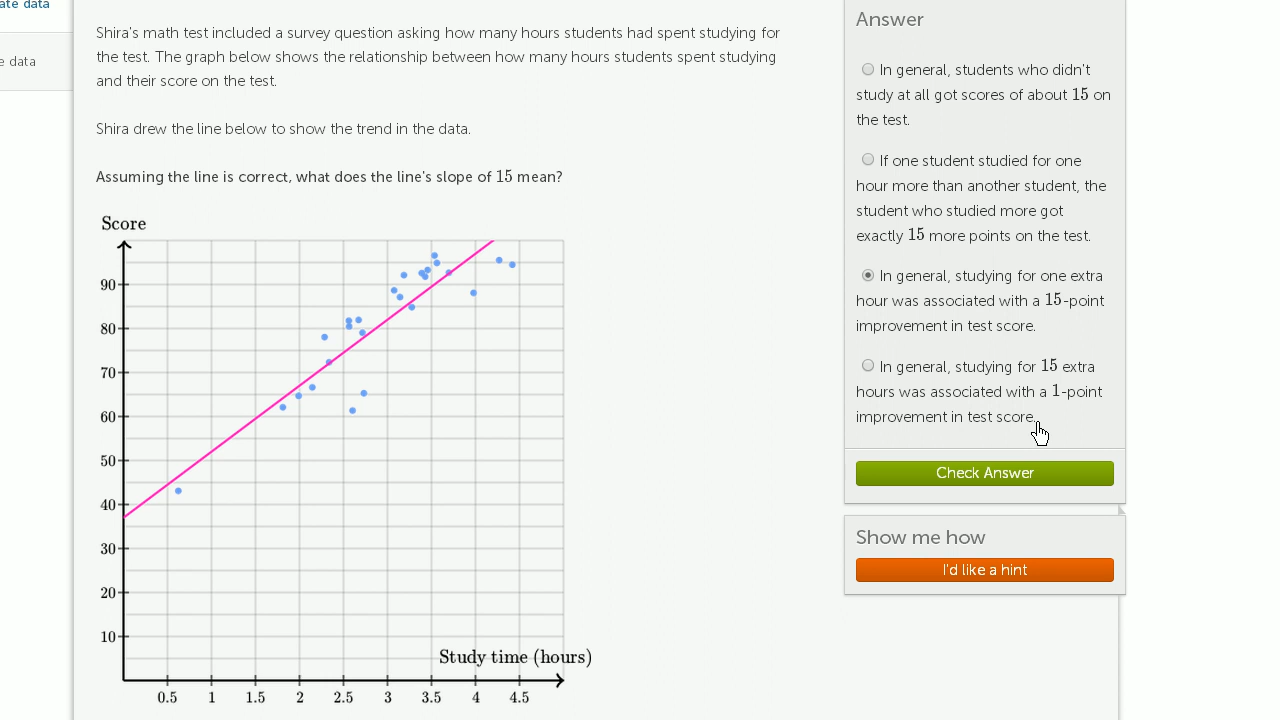 ate data
e data
Shira's math test included a survey question asking how many hours students had spent studying for
the test. The graph below shows the relationship between how many hours students spent studying
and their score on the test.
Shira drew the line below to show the trend in the data.
Assuming the line is correct, what does the line's slope of 15 mean?
Score
90
80
70
60
50
40
30
20
10
Study time (hours)
0.5 1 1.5 2 2.5 3 3.5 4 4.5
Answer
In general, students who didn't
study at all got scores of about 15 on
the test.
If one student studied for one
hour more than another student, the
student who studied more got
exactly 15 more points on the test.
In general, studying for one extra
hour was associated with a 15-point
improvement in test score.
In general, studying for 15 extra
hours was associated with a 1-point
improvement in test score.
Check Answer
Show me how
I'd like a hint